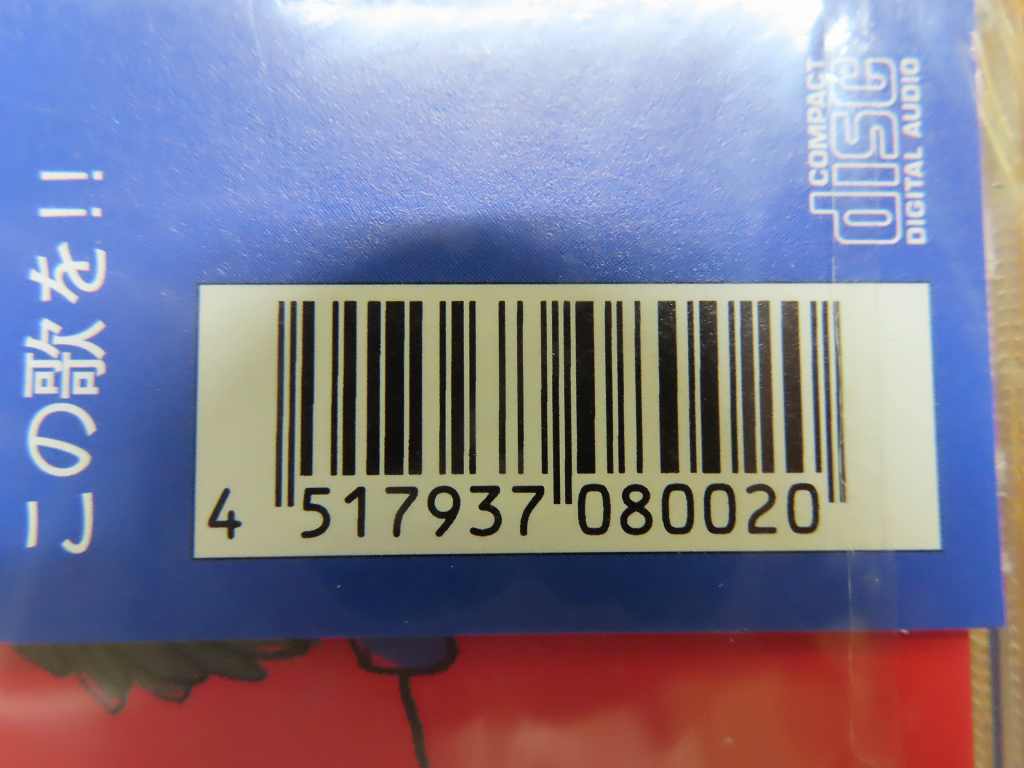 COMPACT
disc
DIGITAL AUDIO
この歌を!!
4 517937 080020